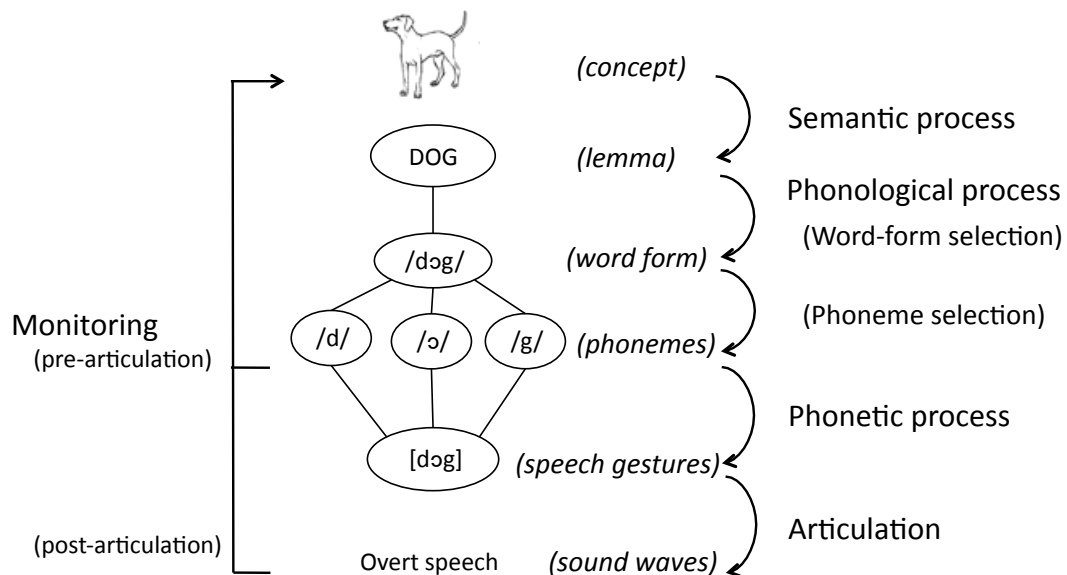 (concept)
Semantic process
DOG
(lemma)
Phonological process
(Word-form selection)
/dɔg/
(word form)
(Phoneme selection)
Monitoring
(pre-articulation)
/d/
/ɔ/
/g/
(phonemes)
Phonetic process
[dɔg]
(speech gestures)
Articulation
(post-articulation)
Overt speech
(sound waves)